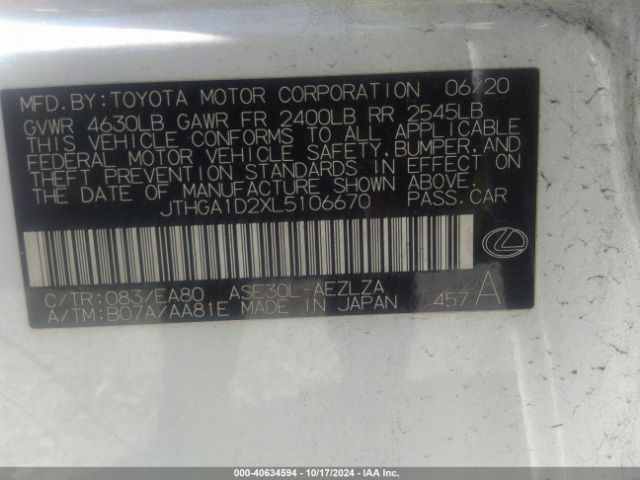 MFD.BY:TOYOTA MOTOR CORPORATION 06/20
GVWR 4630LB GAWR FR 2400LB RR 2545LB
THIS VEHICLE CONFORMS TO ALL APPLICABLE
FEDERAL MOTOR VEHICLE SAFETY,BUMPER,AND
THEFT PREVENTION STANDARDS IN EFFECT ON
THE DATE OF MANUFACTURE SHOWN ABOVE.
JTHGA1D2XL5106670 PASS.CAR
C/TR:083/EA80 ASE30L-AEZLZA
A/TM:B07A/AA81E MADE IN JAPAN 457 A
000-40634594 - 10/17/2024 - IAA Inc.